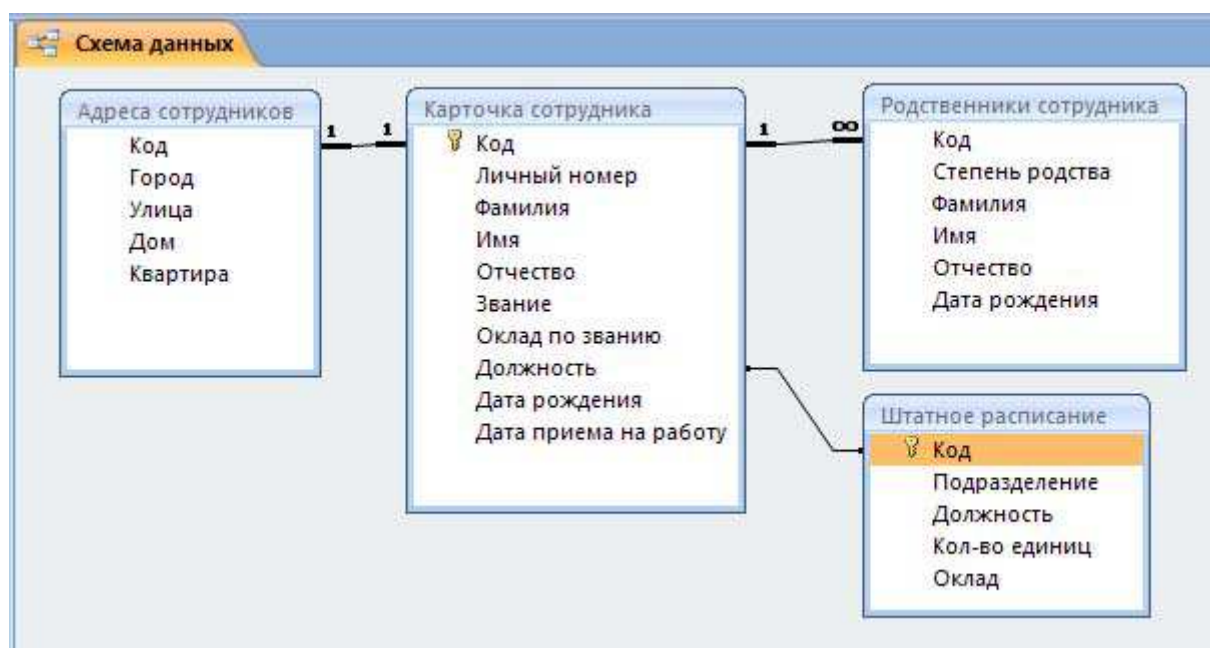 Схема данных
Адреса сотрудников
Код
Город
Улица
Дом
Квартира
1
1
Карточка сотрудника
Код
Личный номер
Фамилия
Имя
Отчество
Звание
Оклад по званию
Должность
Дата рождения
Дата приема на работу
1
∞
Родственники сотрудника
Код
Степень родства
Фамилия
Имя
Отчество
Дата рождения
Штатное расписание
Код
Подразделение
Должность
Кол-во единиц
Оклад